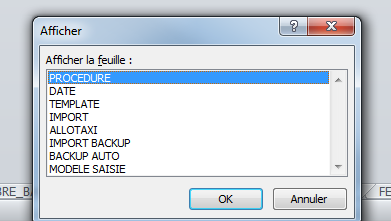 Afficher
Afficher la feuille :
PROCEDURE
DATE
TEMPLATE
IMPORT
ALLOTAXI
IMPORT BACKUP
BACKUP AUTO
MODELE SAISIE
OK
Annuler